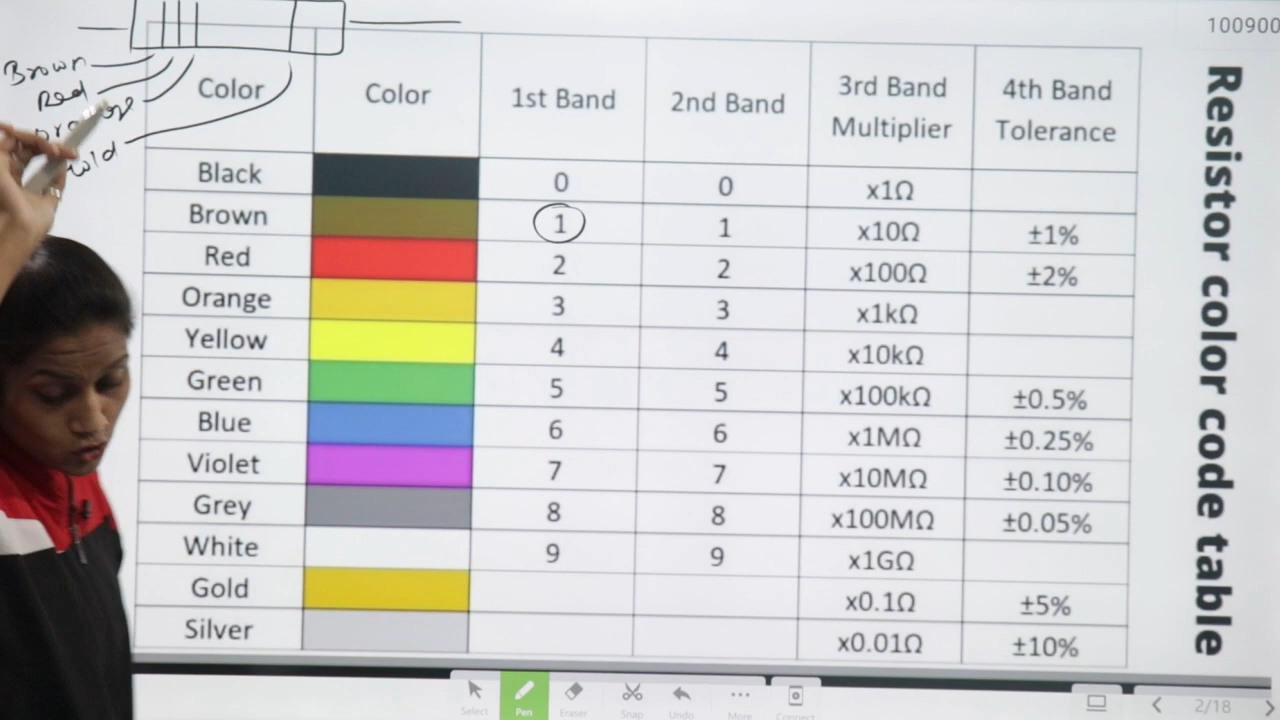 100900
Brown
Red
Resistor color code table
Color Color 1st Band 2nd Band 3rd Band Multiplier 4th Band Tolerance
Black 0 0 x1Ω
Brown 1 1 x10Ω ±1%
Red 2 2 x100Ω ±2%
Orange 3 3 x1kΩ
Yellow 4 4 x10kΩ
Green 5 5 x100kΩ ±0.5%
Blue 6 6 x1MΩ ±0.25%
Violet 7 7 x10MΩ ±0.10%
Grey 8 8 x100MΩ ±0.05%
White 9 9 x1GΩ
Gold x0.1Ω ±5%
Silver x0.01Ω ±10%
Select Pen Eraser Snap Undo More Connect 2/18